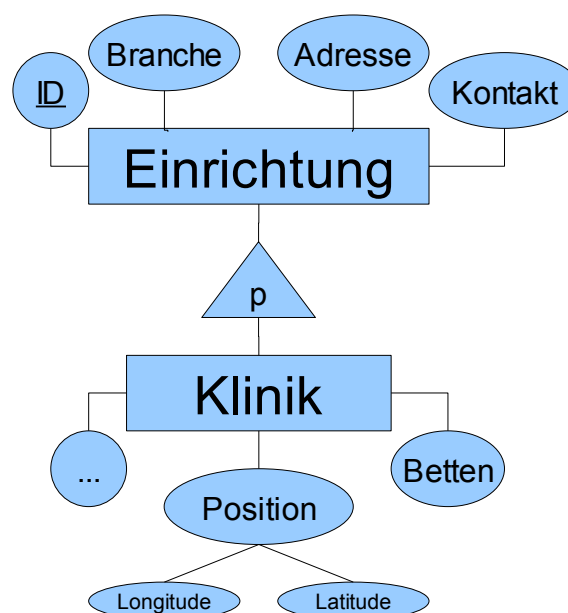 Branche
Adresse
ID
Kontakt
Einrichtung
p
Klinik
...
Betten
Position
Longitude
Latitude